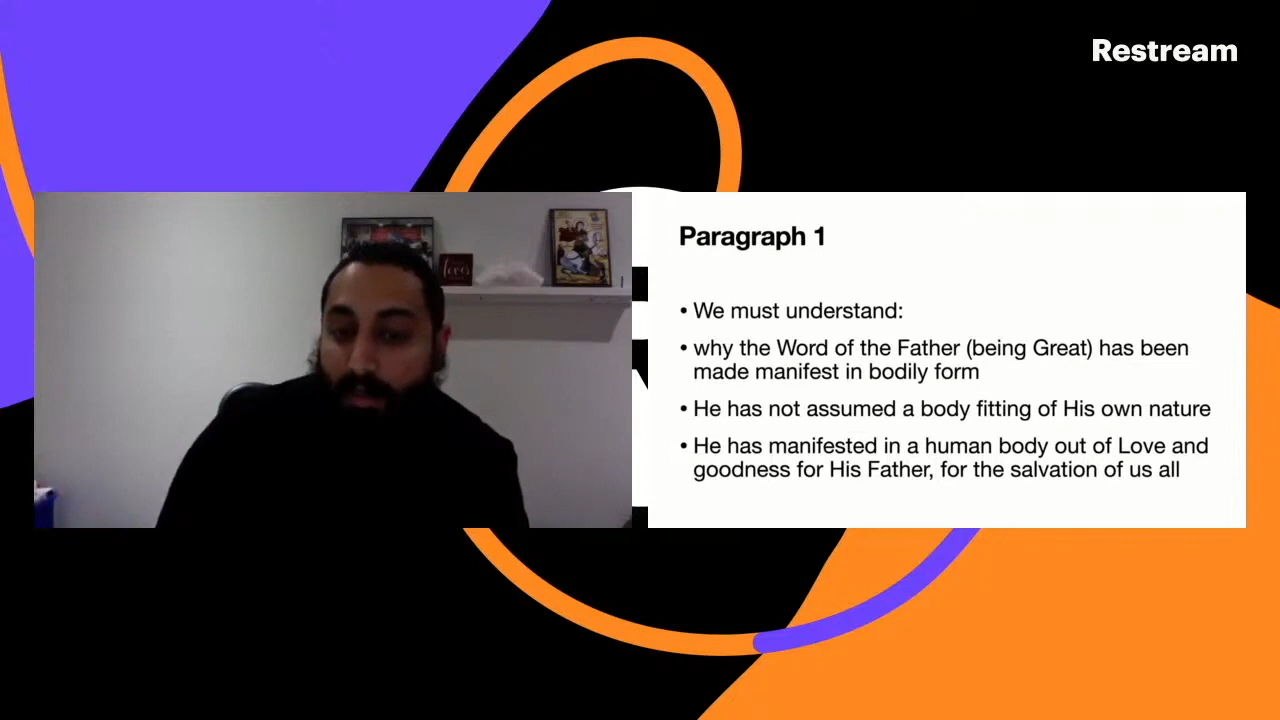 Restream
Paragraph 1
• We must understand:
• why the Word of the Father (being Great) has been
made manifest in bodily form
• He has not assumed a body fitting of His own nature
• He has manifested in a human body out of Love and
goodness for His Father, for the salvation of us all
love